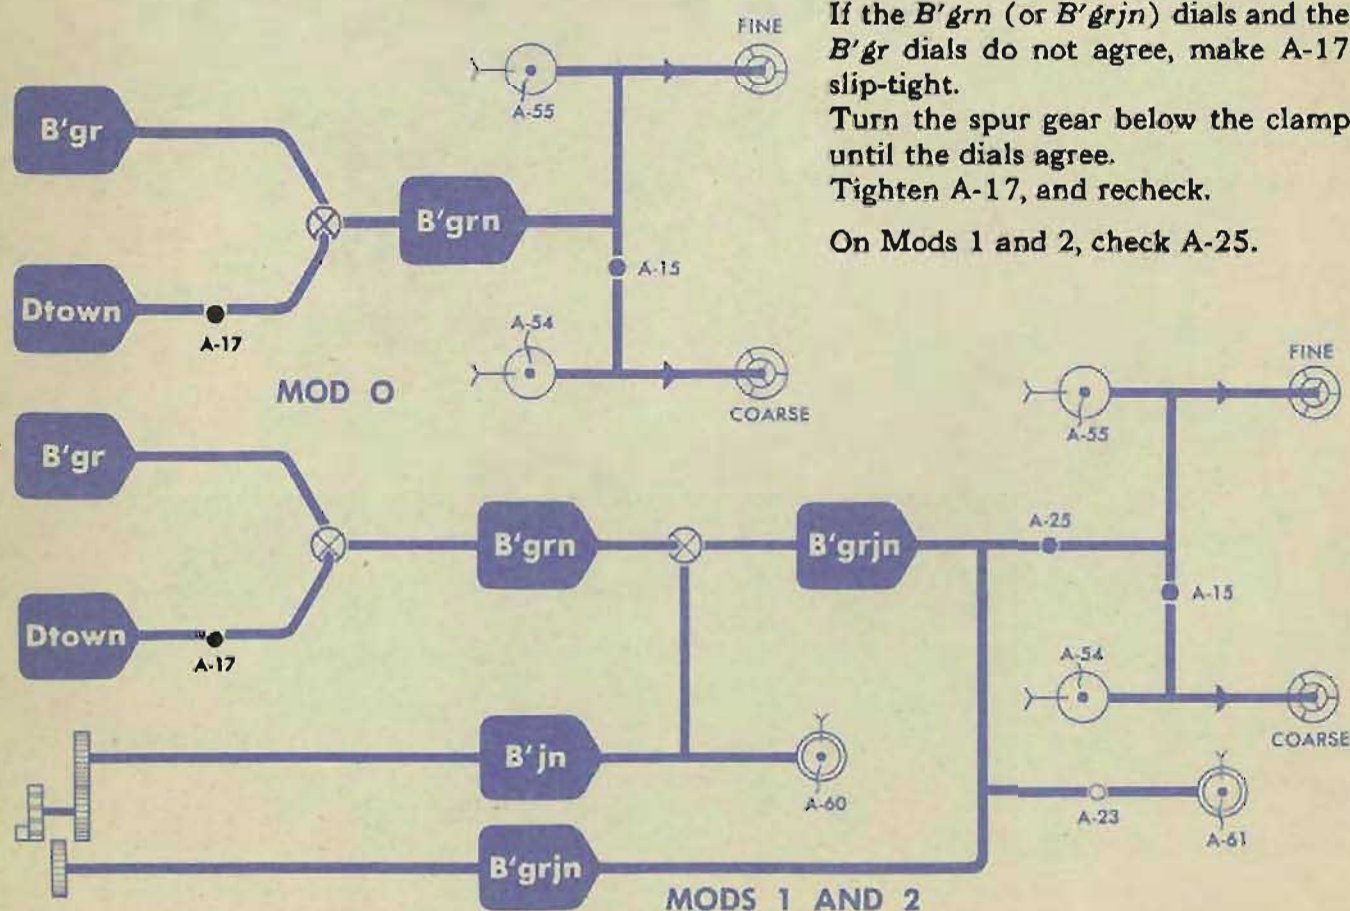 If the B'grn (or B'grjn) dials and the
B'gr dials do not agree, make A-17
slip-tight.
Turn the spur gear below the clamp
until the dials agree.
Tighten A-17, and recheck.
On Mods 1 and 2, check A-25.
FINE
A-55
B'gr
B'grn
A-15
Dtown
A-17
A-54
MOD O
COARSE
FINE
A-55
B'gr
A-25
B'grn
B'grjn
A-15
Dtown
A-17
A-54
COARSE
B'jn
A-60
A-23
A-61
B'grjn
MODS 1 AND 2